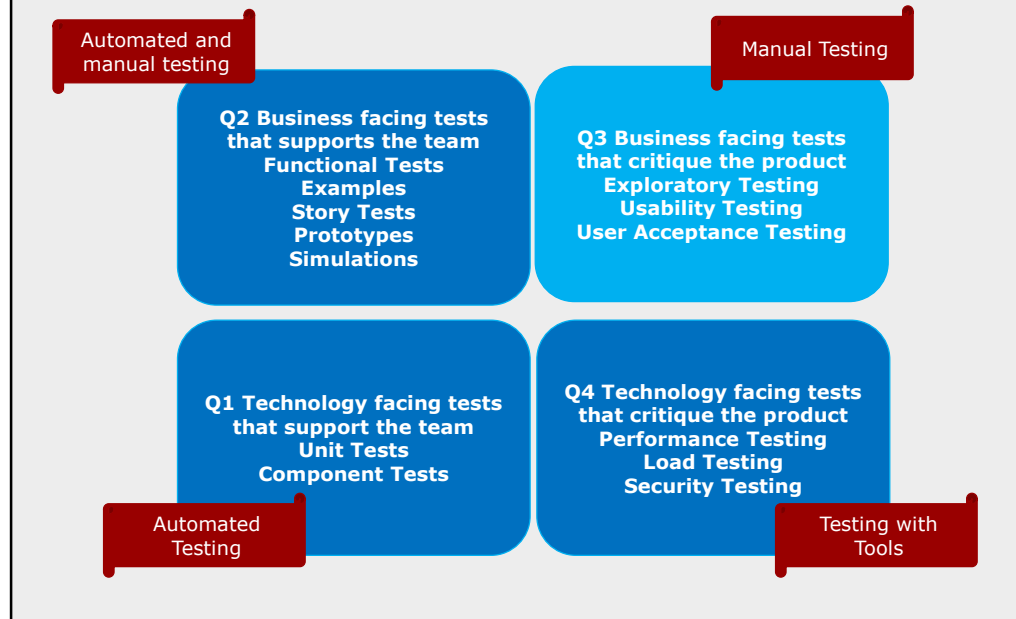 Automated and
manual testing
Manual Testing
Q2 Business facing tests
that supports the team
Functional Tests
Examples
Story Tests
Prototypes
Simulations
Q3 Business facing tests
that critique the product
Exploratory Testing
Usability Testing
User Acceptance Testing
Q1 Technology facing tests
that support the team
Unit Tests
Component Tests
Q4 Technology facing tests
that critique the product
Performance Testing
Load Testing
Security Testing
Automated
Testing
Testing with
Tools